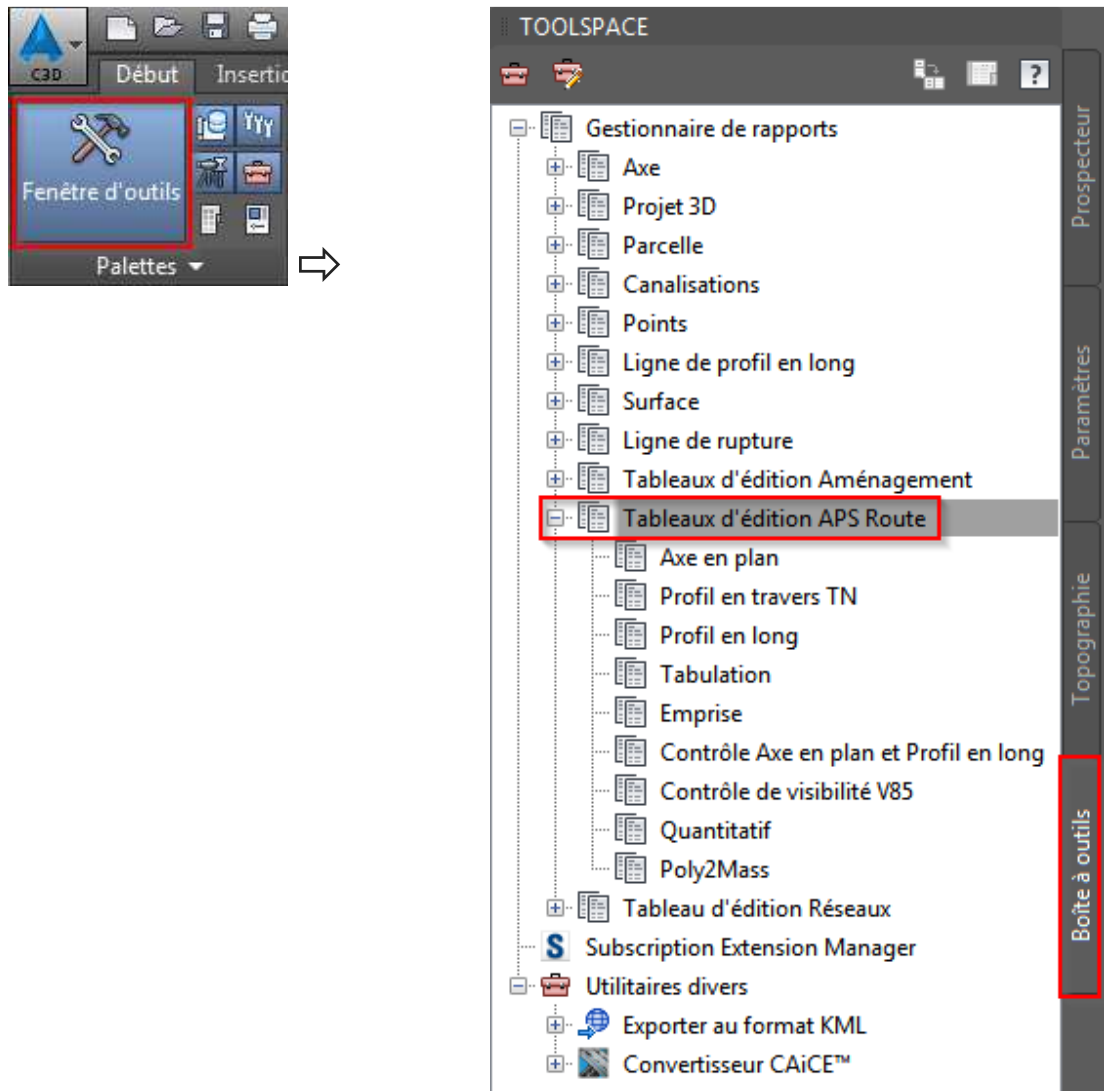 C3D
Début Insertic
Fenêtre d'outils
Palettes
TOOLSPACE
Gestionnaire de rapports
Axe
Projet 3D
Parcelle
Canalisations
Points
Ligne de profil en long
Surface
Ligne de rupture
Tableaux d'édition Aménagement
Tableaux d'édition APS Route
Axe en plan
Profil en travers TN
Profil en long
Tabulation
Emprise
Contrôle Axe en plan et Profil en long
Contrôle de visibilité V85
Quantitatif
Poly2Mass
Tableau d'édition Réseaux
S Subscription Extension Manager
Utilitaires divers
Exporter au format KML
Convertisseur CAiCE™
Prospecteur
Paramètres
Topographie
Boîte à outils